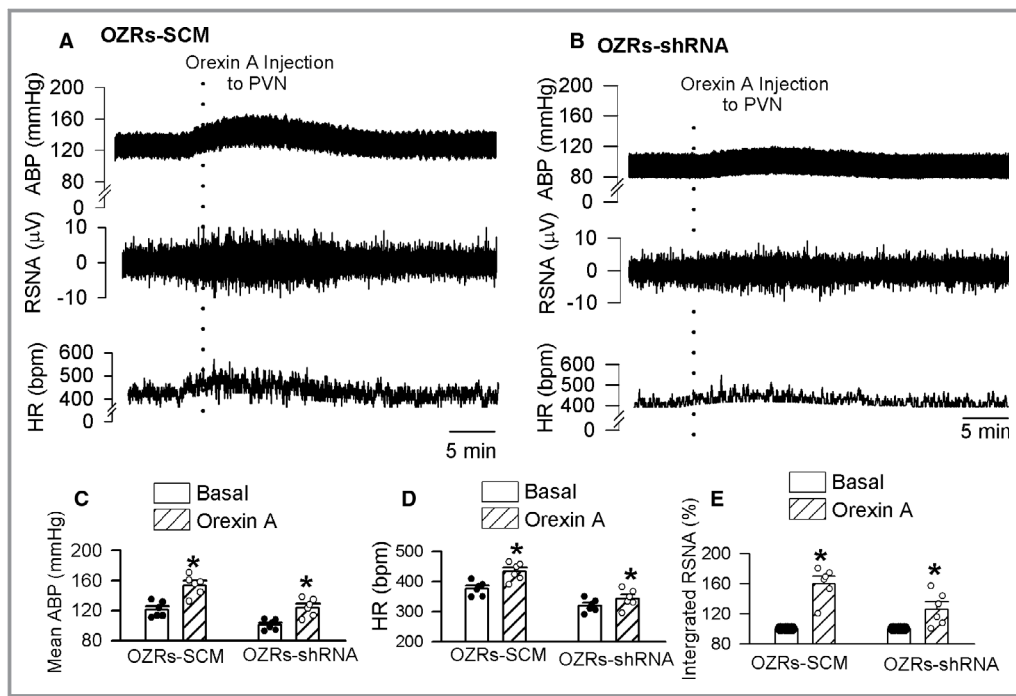 A OZRs-SCM
Orexin A Injection
to PVN
ABP (mmHg)
200
160
120
80
0
RSNA (µV)
10
0
-10
HR (bpm)
600
500
400
0
5 min
B OZRs-shRNA
Orexin A Injection
to PVN
ABP (mmHg)
200
160
120
80
0
RSNA (µV)
10
0
-10
HR (bpm)
600
500
400
0
5 min
C
Basal
Orexin A
Mean ABP (mmHg)
200
160
120
80
* *
OZRs-SCM OZRs-shRNA
D
Basal
Orexin A
HR (bpm)
500
400
300
200
* *
OZRs-SCM OZRs-shRNA
E
Basal
Orexin A
Intergrated RSNA (%)
200
160
120
80
* *
OZRs-SCM OZRs-shRNA